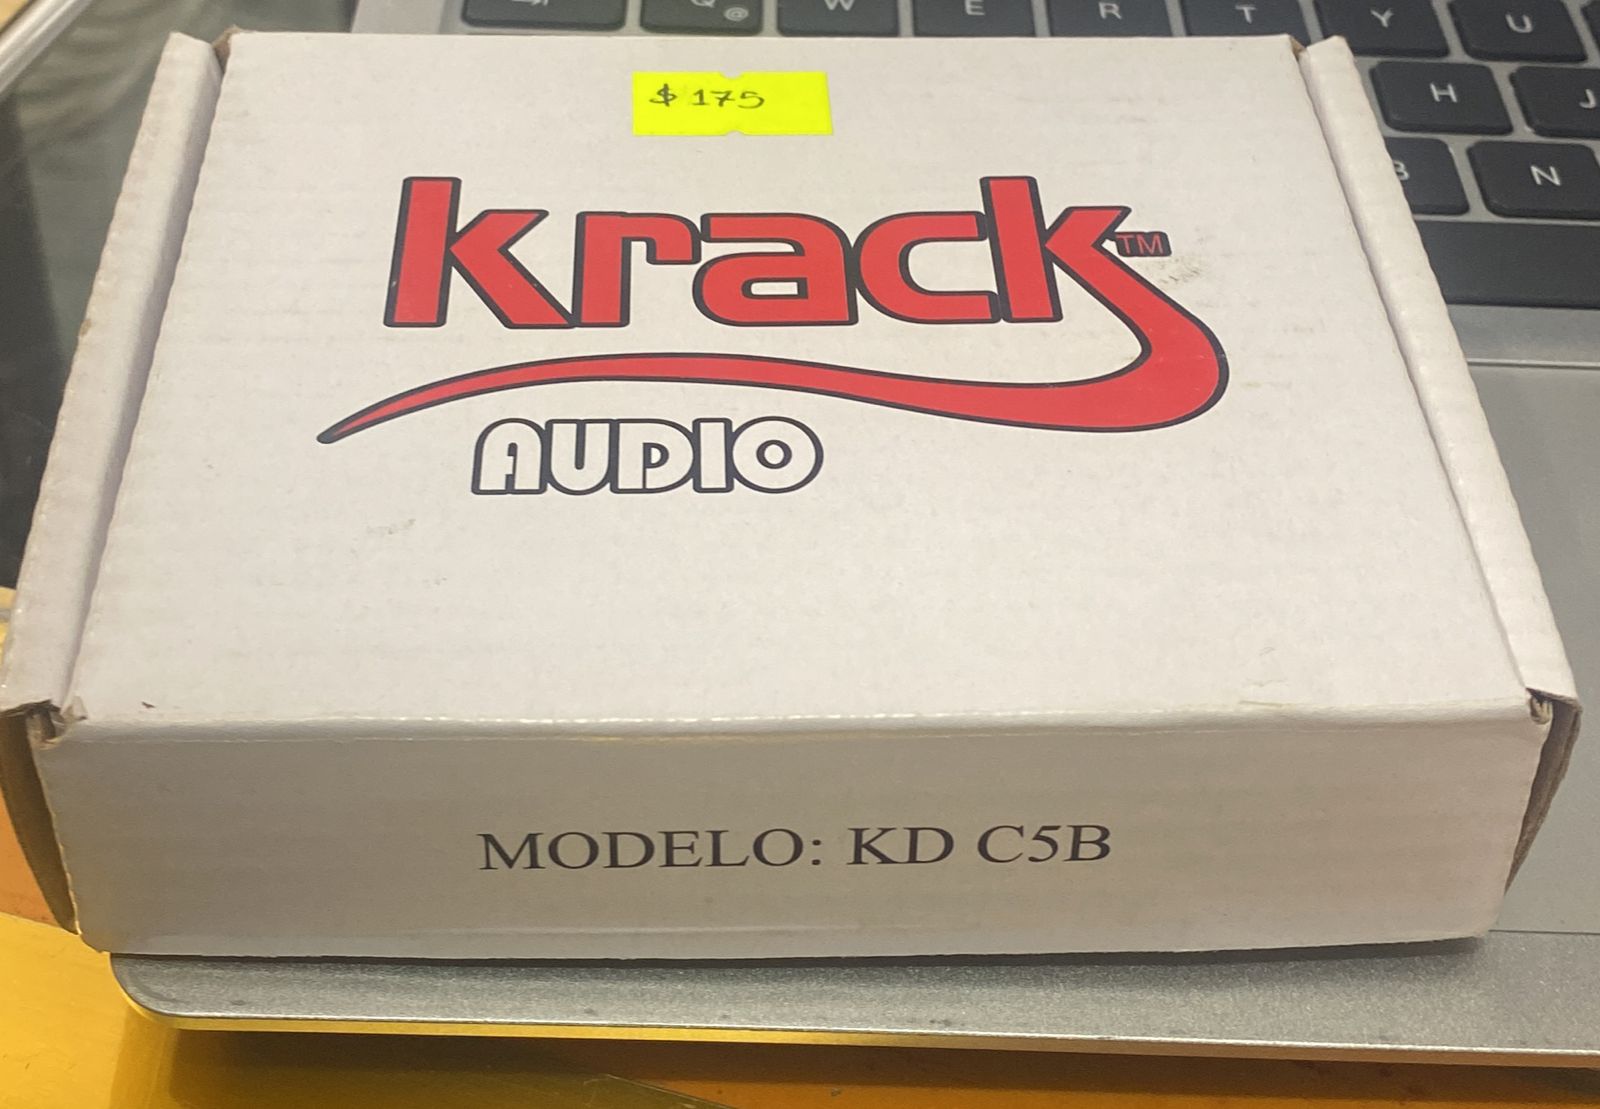 Q @ W E R T Y U
H J
B N
$ 175
krack™
AUDIO
MODELO: KD C5B